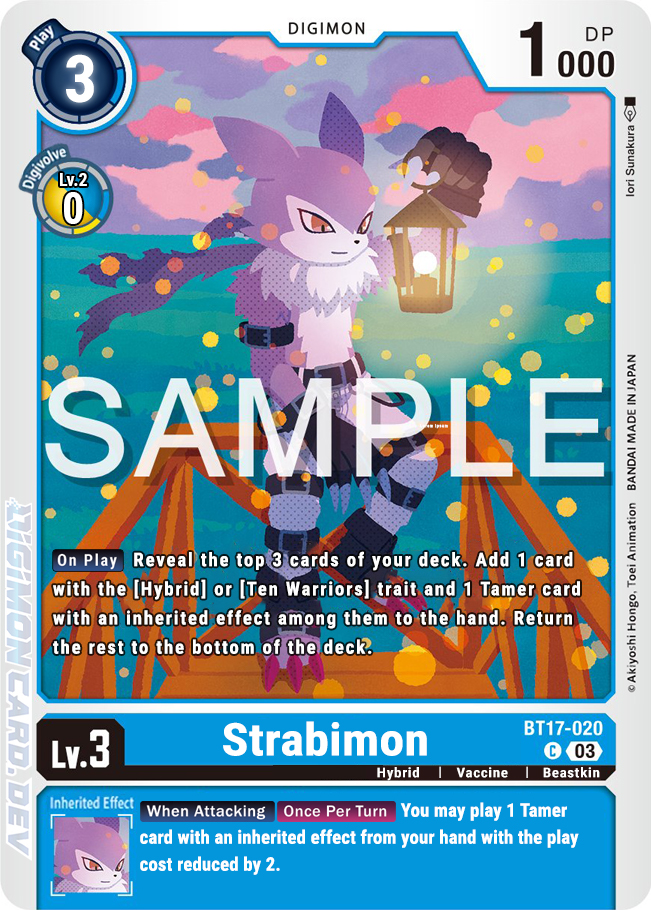 DIGIMON
Play
3
1000
DP
Digivolve
Lv.2
0
Iori Sunakura
SAMPLE
Lorem Ipsum
On Play Reveal the top 3 cards of your deck. Add 1 card
with the [Hybrid] or [Ten Warriors] trait and 1 Tamer card
with an inherited effect among them to the hand. Return
the rest to the bottom of the deck.
© Akiyoshi Hongo, Toei Animation BANDAI MADE IN JAPAN
DIGIMONCARD.DEV
Lv.3
Strabimon
BT17-020
C 03
Hybrid | Vaccine | Beastkin
Inherited Effect
When Attacking Once Per Turn You may play 1 Tamer
card with an inherited effect from your hand with the play
cost reduced by 2.